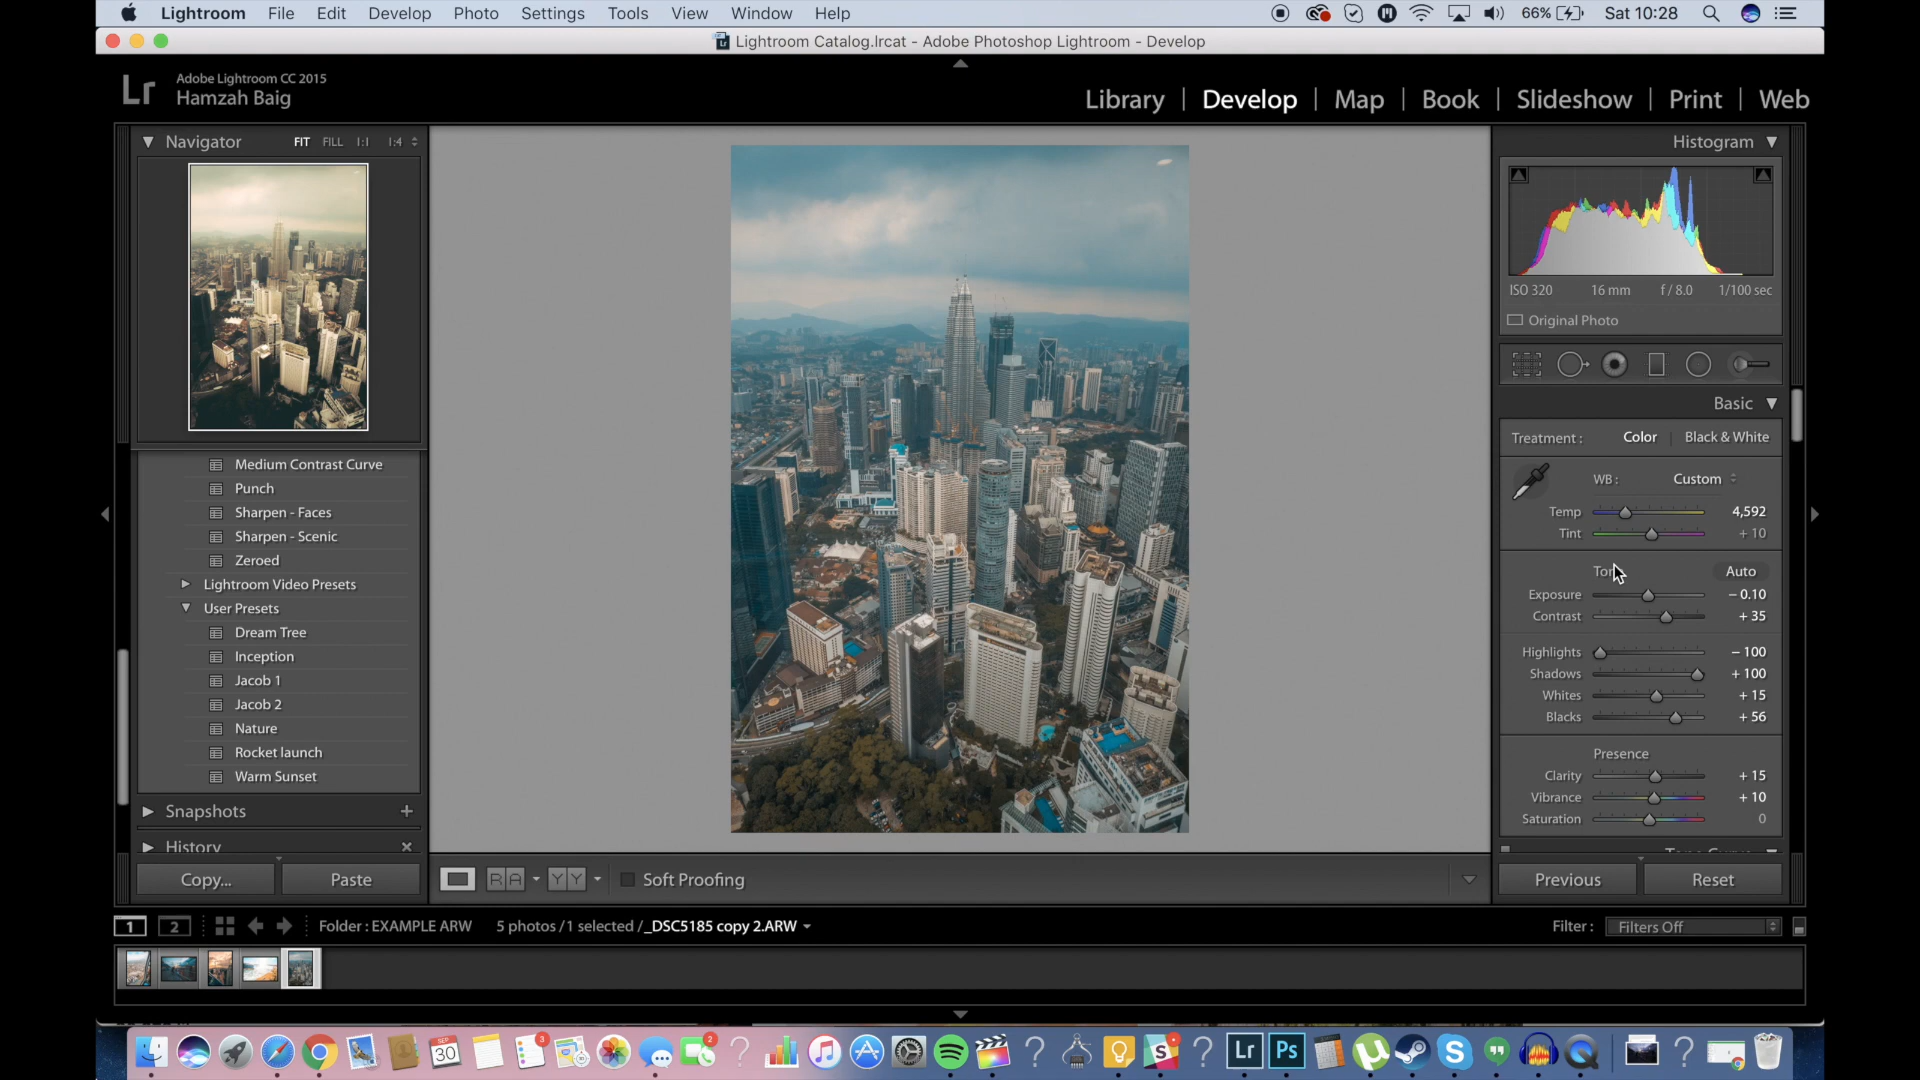 Lightroom File Edit Develop Photo Settings Tools View Window Help 66% Sat 10:28
Lightroom Catalog.lrcat - Adobe Photoshop Lightroom - Develop
Lr Adobe Lightroom CC 2015
Hamzah Baig
Library | Develop | Map | Book | Slideshow | Print | Web
Navigator FIT FILL 1:1 1:4
Medium Contrast Curve
Punch
Sharpen - Faces
Sharpen - Scenic
Zeroed
Lightroom Video Presets
User Presets
Dream Tree
Inception
Jacob 1
Jacob 2
Nature
Rocket launch
Warm Sunset
Snapshots +
History ×
Copy... Paste
R A Y Y Soft Proofing
Histogram
ISO 320 16 mm f / 8.0 1/100 sec
Original Photo
Basic
Treatment : Color | Black & White
WB : Custom
Temp 4,592
Tint + 10
Auto
Exposure − 0.10
Contrast + 35
Highlights − 100
Shadows + 100
Whites + 15
Blacks + 56
Presence
Clarity + 15
Vibrance + 10
Saturation 0
Previous Reset
1 2 Folder : EXAMPLE ARW 5 photos / 1 selected / _DSC5185 copy 2.ARW Filter : Filters Off
SEP 30 3 2 Lr Ps